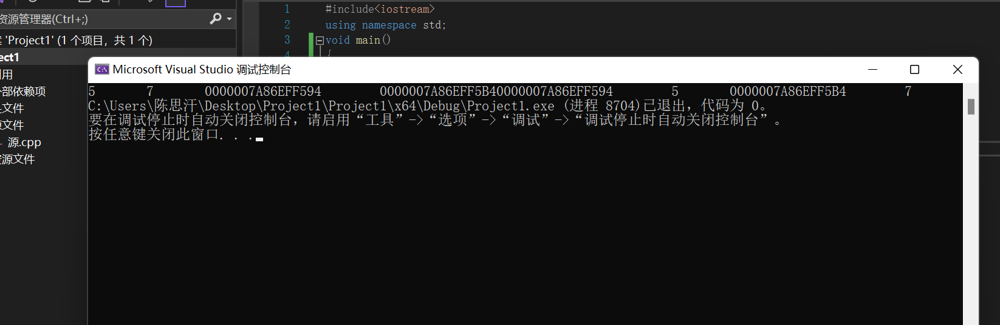 资源管理器(Ctrl+;)
'Project1' (1 个项目，共 1 个)
ect1
用
部依赖项
文件
文件
源.cpp
资源文件
1 #include<iostream>
2 using namespace std;
3 void main()
4 {
Microsoft Visual Studio 调试控制台
5 7 0000007A86EFF594 0000007A86EFF5B40000007A86EFF594 5 0000007A86EFF5B4 7
C:\Users\陈思汗\Desktop\Project1\Project1\x64\Debug\Project1.exe (进程 8704)已退出，代码为 0。
要在调试停止时自动关闭控制台，请启用“工具”->“选项”->“调试”->“调试停止时自动关闭控制台”。
按任意键关闭此窗口. . .